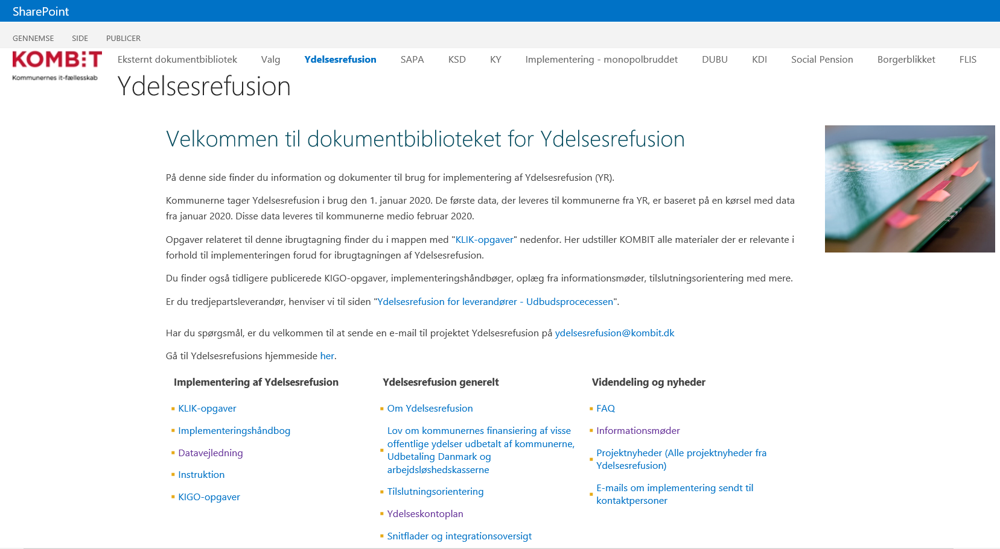 SharePoint
GENNEMSE SIDE PUBLICER
KOMBIT
Kommunernes it-fællesskab
Eksternt dokumentbibliotek Valg Ydelsesrefusion SAPA KSD KY Implementering - monopolbruddet DUBU KDI Social Pension Borgerblikket FLIS
Ydelsesrefusion
Velkommen til dokumentbiblioteket for Ydelsesrefusion
På denne side finder du information og dokumenter til brug for implementering af Ydelsesrefusion (YR).
Kommunerne tager Ydelsesrefusion i brug den 1. januar 2020. De første data, der leveres til kommunerne fra YR, er baseret på en kørsel med data
fra januar 2020. Disse data leveres til kommunerne medio februar 2020.
Opgaver relateret til denne ibrugtagning finder du i mappen med "KLIK-opgaver" nedenfor. Her udstiller KOMBIT alle materialer der er relevante i
forhold til implementeringen forud for ibrugtagningen af Ydelsesrefusion.
Du finder også tidligere publicerede KIGO-opgaver, implementeringshåndbøger, oplæg fra informationsmøder, tilslutningsorientering med mere.
Er du tredjepartsleverandør, henviser vi til siden "Ydelsesrefusion for leverandører - Udbudsprocecessen".
Har du spørgsmål, er du velkommen til at sende en e-mail til projektet Ydelsesrefusion på ydelsesrefusion@kombit.dk
Gå til Ydelsesrefusions hjemmeside her.
Implementering af Ydelsesrefusion
KLIK-opgaver
Implementeringshåndbog
Datavejledning
Instruktion
KIGO-opgaver
Ydelsesrefusion generelt
Om Ydelsesrefusion
Lov om kommunernes finansiering af visse
offentlige ydelser udbetalt af kommunerne,
Udbetaling Danmark og
arbejdsløshedskasserne
Tilslutningsorientering
Ydelseskontoplan
Snitflader og integrationsoversigt
Videndeling og nyheder
FAQ
Informationsmøder
Projektnyheder (Alle projektnyheder fra
Ydelsesrefusion)
E-mails om implementering sendt til
kontaktpersoner